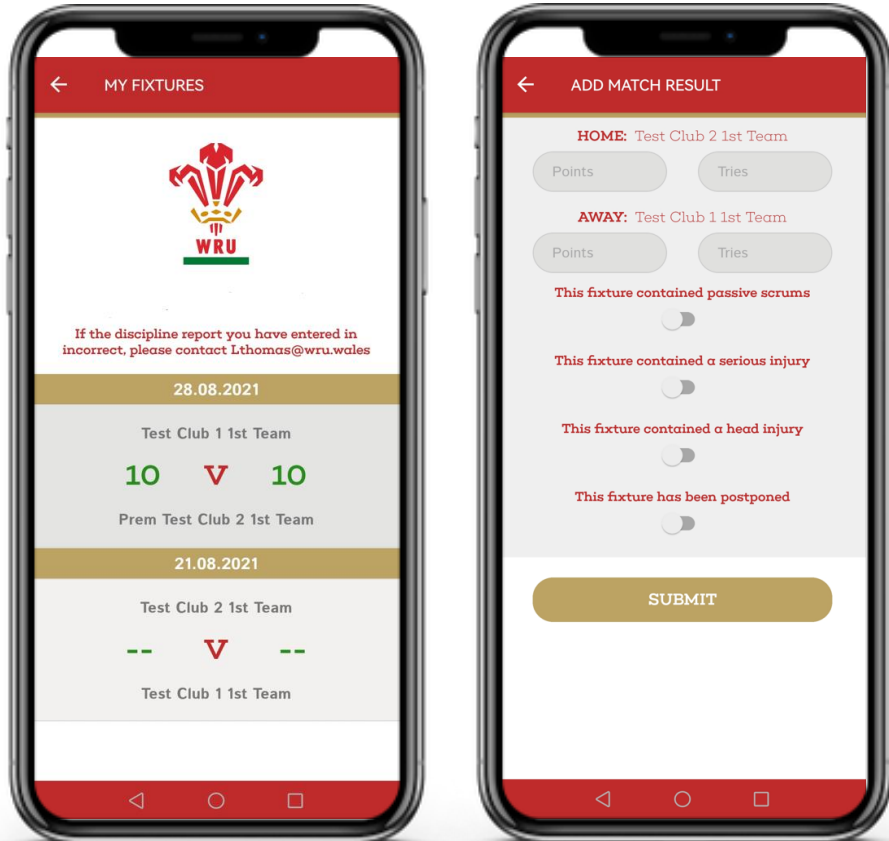 MY FIXTURES
WRU
If the discipline report you have entered in
incorrect, please contact Lthomas@wru.wales
28.08.2021
Test Club 1 1st Team
10 V 10
Prem Test Club 2 1st Team
21.08.2021
Test Club 2 1st Team
-- V --
Test Club 1 1st Team
ADD MATCH RESULT
HOME: Test Club 2 1st Team
Points Tries
AWAY: Test Club 1 1st Team
Points Tries
This fixture contained passive scrums
This fixture contained a serious injury
This fixture contained a head injury
This fixture has been postponed
SUBMIT